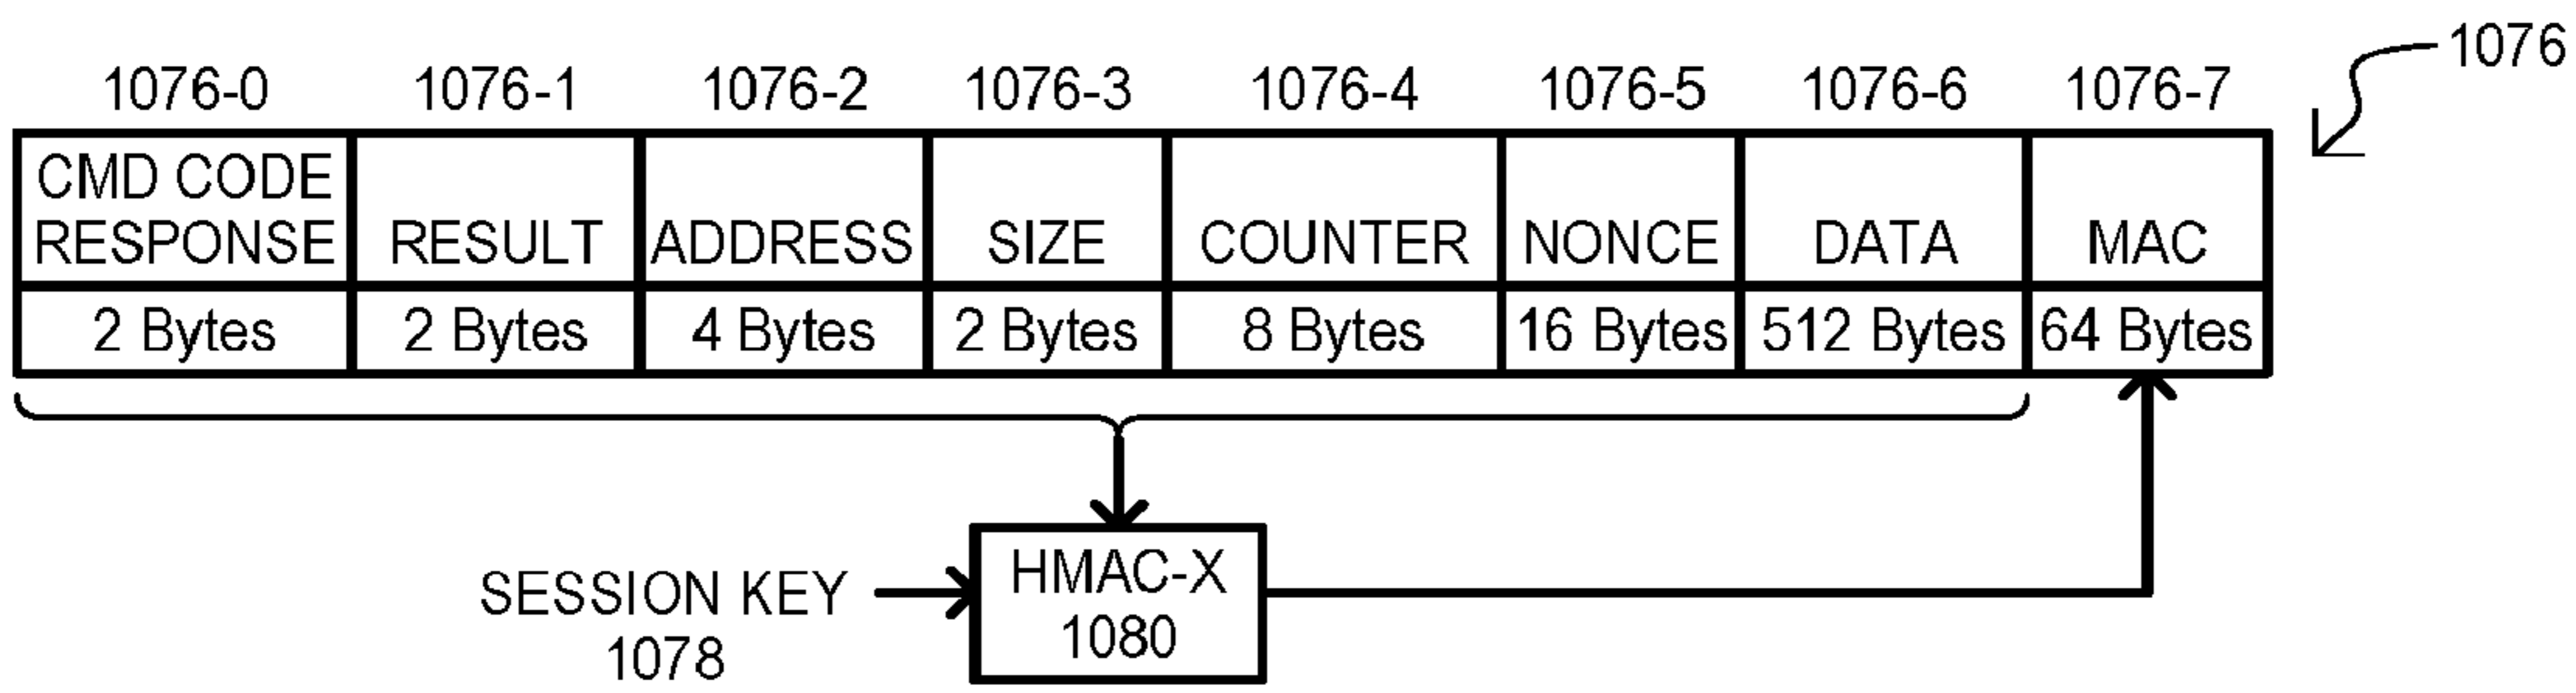 1076
1076-0 1076-1 1076-2 1076-3 1076-4 1076-5 1076-6 1076-7
CMD CODE
RESPONSE RESULT ADDRESS SIZE COUNTER NONCE DATA MAC
2 Bytes 2 Bytes 4 Bytes 2 Bytes 8 Bytes 16 Bytes 512 Bytes 64 Bytes
SESSION KEY
1078
HMAC-X
1080